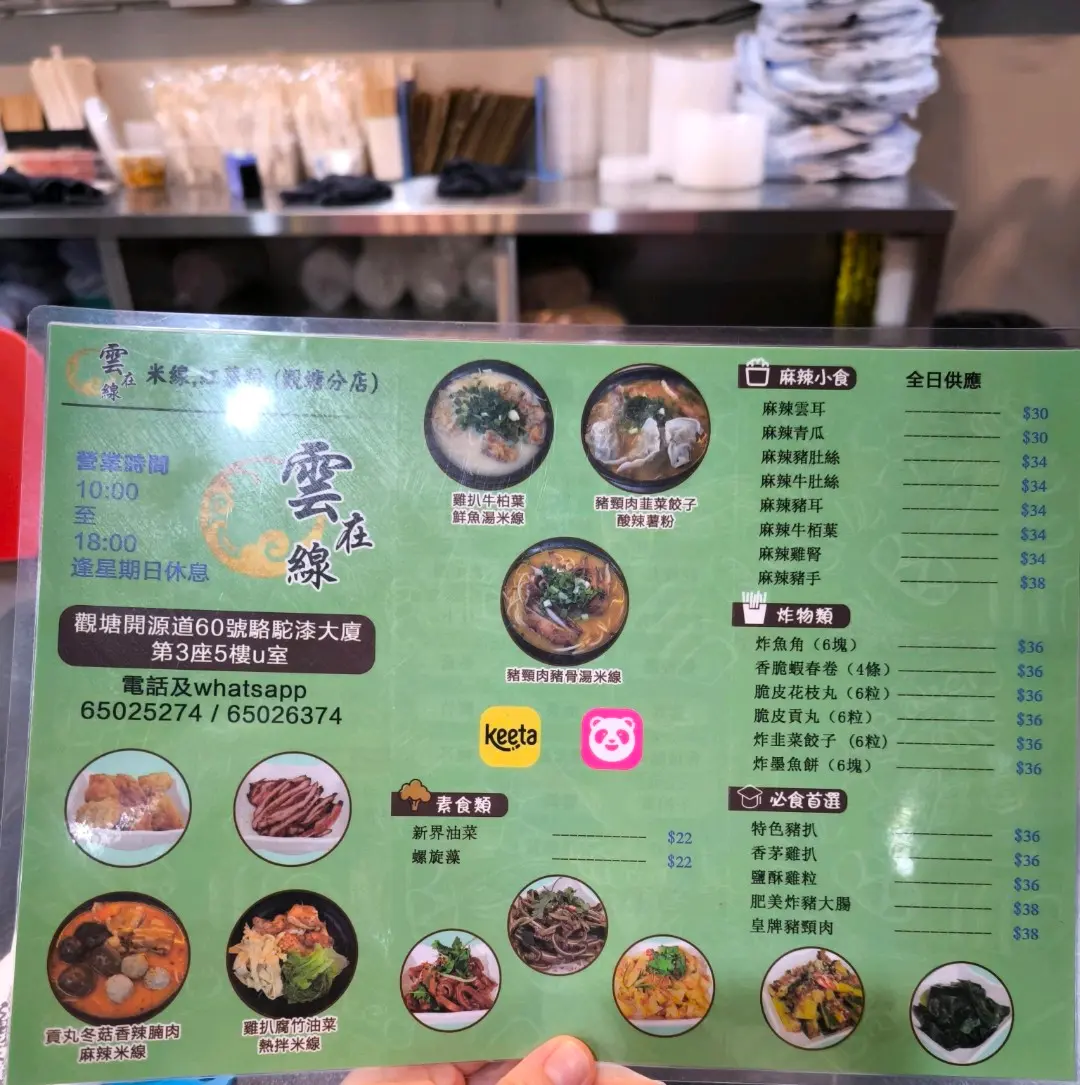 雲在線
米線,紅薯粉 (觀塘分店)
營業時間
10:00
至
18:00
逢星期日休息
雲在線
觀塘開源道60號駱駝漆大廈
第3座5樓u室
電話及whatsapp
65025274 / 65026374
貢丸冬菇香辣腩肉
麻辣米線
雞扒腐竹油菜
熱拌米線
雞扒牛柏葉
鮮魚湯米線
豬頸肉韮菜餃子
酸辣薯粉
豬頸肉豬骨湯米線
keeta
素食類
新界油菜 $22
螺旋藻 $22
麻辣小食 全日供應
麻辣雲耳 $30
麻辣青瓜 $30
麻辣豬肚絲 $34
麻辣牛肚絲 $34
麻辣豬耳 $34
麻辣牛栢葉 $34
麻辣雞腎 $34
麻辣豬手 $38
炸物類
炸魚角（6塊） $36
香脆蝦春卷（4條） $36
脆皮花枝丸（6粒） $36
脆皮貢丸（6粒） $36
炸韭菜餃子（6粒） $36
炸墨魚餅（6塊） $36
必食首選
特色豬扒 $36
香茅雞扒 $36
鹽酥雞粒 $36
肥美炸豬大腸 $38
皇牌豬頸肉 $38